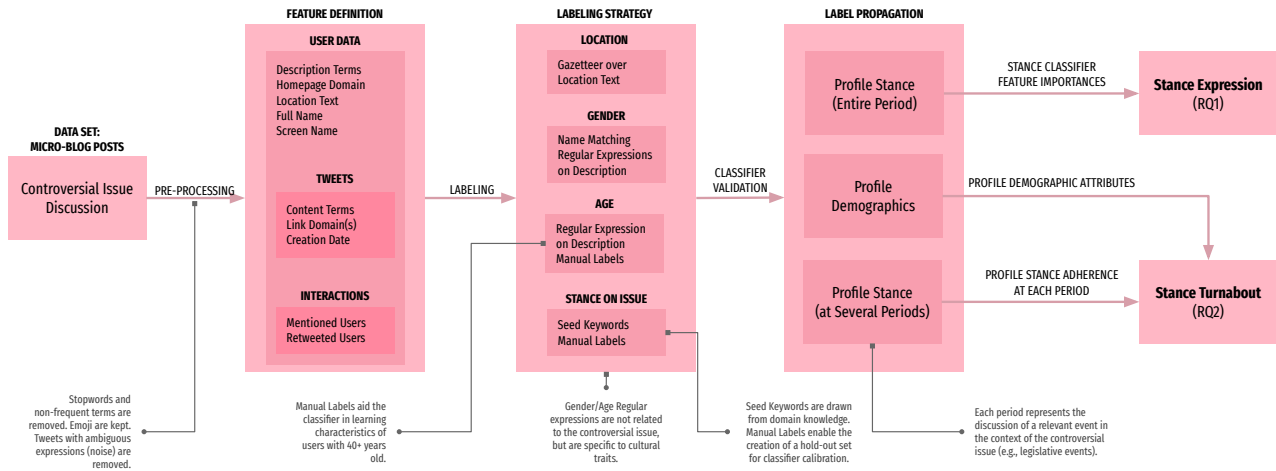 FEATURE DEFINITION
LABELING STRATEGY
LABEL PROPAGATION
DATA SET:
MICRO-BLOG POSTS
Controversial Issue
Discussion
PRE-PROCESSING
USER DATA
Description Terms
Homepage Domain
Location Text
Full Name
Screen Name
TWEETS
Content Terms
Link Domain(s)
Creation Date
INTERACTIONS
Mentioned Users
Retweeted Users
LABELING
LOCATION
Gazetteer over
Location Text
GENDER
Name Matching
Regular Expressions
on Description
AGE
Regular Expression
on Description
Manual Labels
STANCE ON ISSUE
Seed Keywords
Manual Labels
CLASSIFIER
VALIDATION
Profile Stance
(Entire Period)
Profile
Demographics
Profile Stance
(at Several Periods)
STANCE CLASSIFIER
FEATURE IMPORTANCES
PROFILE DEMOGRAPHIC ATTRIBUTES
PROFILE STANCE ADHERENCE
AT EACH PERIOD
Stance Expression
(RQ1)
Stance Turnabout
(RQ2)
Stopwords and
non-frequent terms are
removed. Emoji are kept.
Tweets with ambiguous
expressions (noise) are
removed.
Manual Labels aid the
classifier in learning
characteristics of
users with 40+ years
old.
Gender/Age Regular
expressions are not related
to the controversial issue,
but are specific to cultural
traits.
Seed Keywords are drawn
from domain knowledge.
Manual Labels enable the
creation of a hold-out set
for classifier calibration.
Each period represents the
discussion of a relevant event in
the context of the controversial
issue (e.g., legislative events).